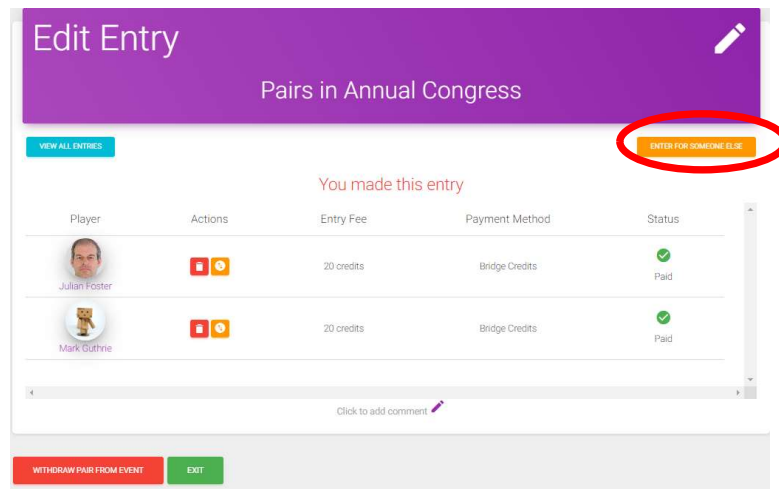 Edit Entry
Pairs in Annual Congress
VIEW ALL ENTRIES
ENTER FOR SOMEONE ELSE
You made this entry
Player Actions Entry Fee Payment Method Status
20 credits Bridge Credits Paid
Julian Foster
20 credits Bridge Credits Paid
Mark Guthrie
Click to add comment
WITHDRAW PAIR FROM EVENT EXIT